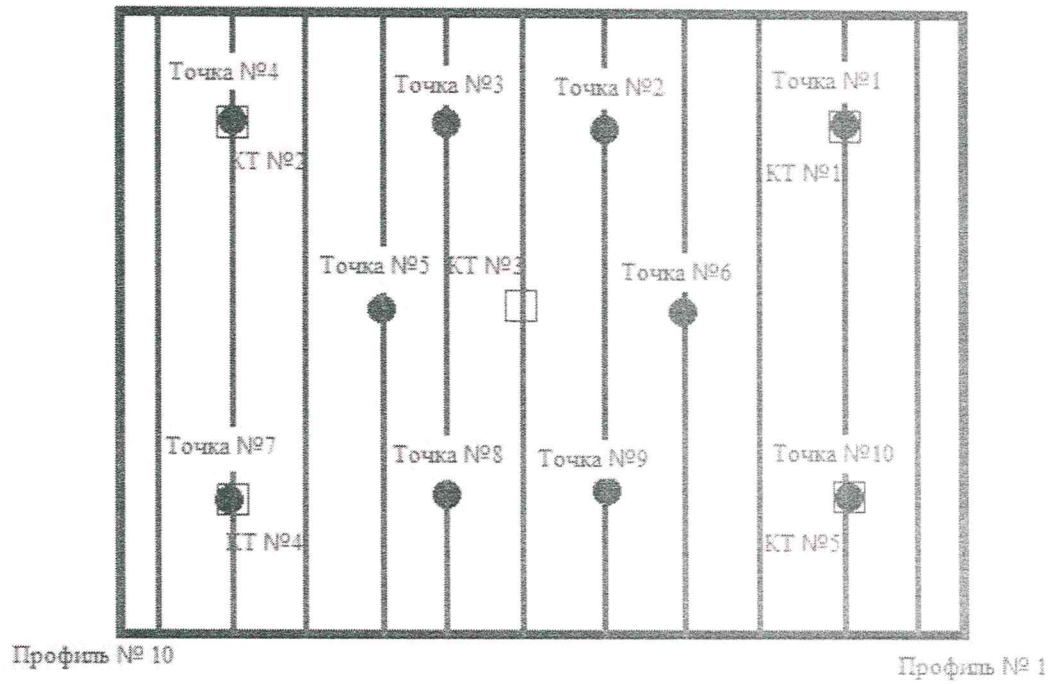 Точка №4
Точка №3
Точка №2
Точка №1
КТ №2
КТ №1
Точка №5
КТ №3
Точка №6
Точка №7
Точка №8
Точка №9
Точка №10
КТ №4
КТ №5
Профиль № 10
Профиль № 1